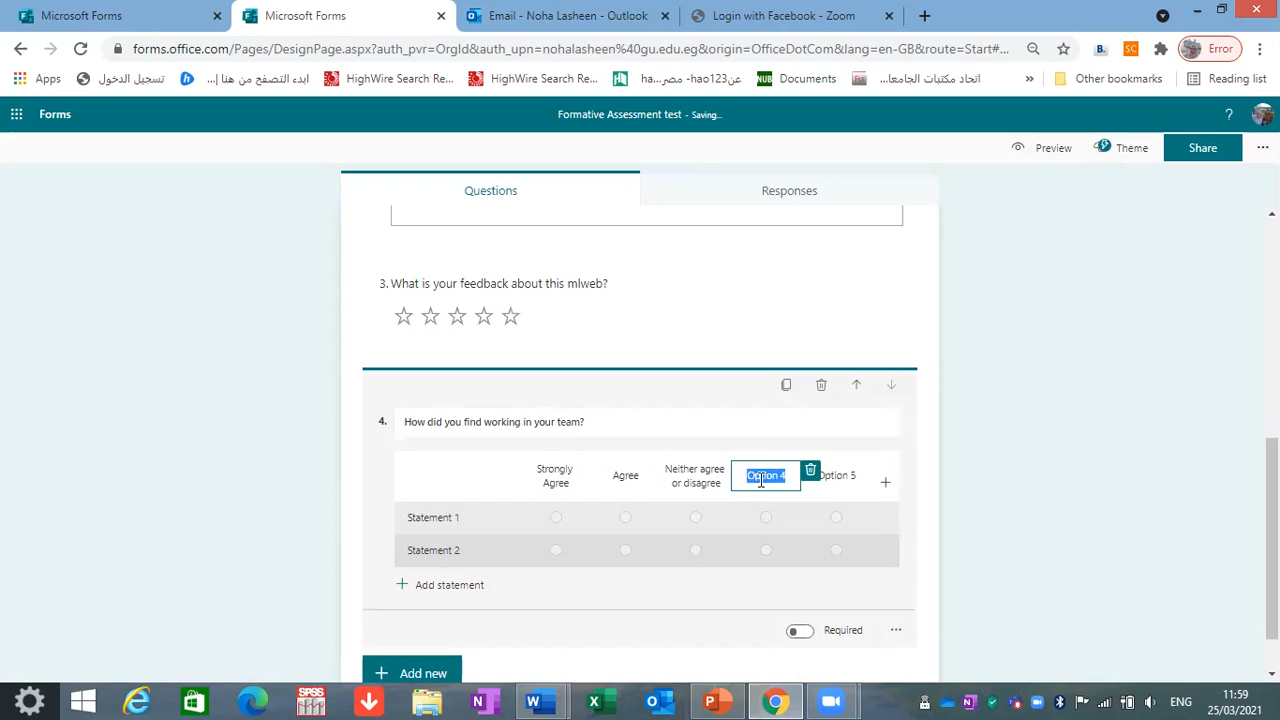 Microsoft Forms
Microsoft Forms
Email - Noha Lasheen - Outlook
Login with Facebook - Zoom
forms.office.com/Pages/DesignPage.aspx?auth_pvr=OrgId&auth_upn=nohalasheen%40gu.edu.eg&origin=OfficeDotCom&lang=en-GB&route=Start#...
Error
Apps
تسجيل الدخول
ابدء التصفح من هنا إ...
HighWire Search Re...
HighWire Search Re...
ha...مصر -hao123عن
NUB
Documents
اتحاد مكتبات الجامعا...
»
Other bookmarks
Reading list
Forms
Formative Assessment test - Saving...
?
Preview
Theme
Share
Questions
Responses
3. What is your feedback about this mlweb?
4.
How did you find working in your team?
Strongly Agree
Agree
Neither agree or disagree
Option 4
Option 5
Statement 1
Statement 2
Add statement
Required
Add new
SPSS
ENG
11:59
25/03/2021